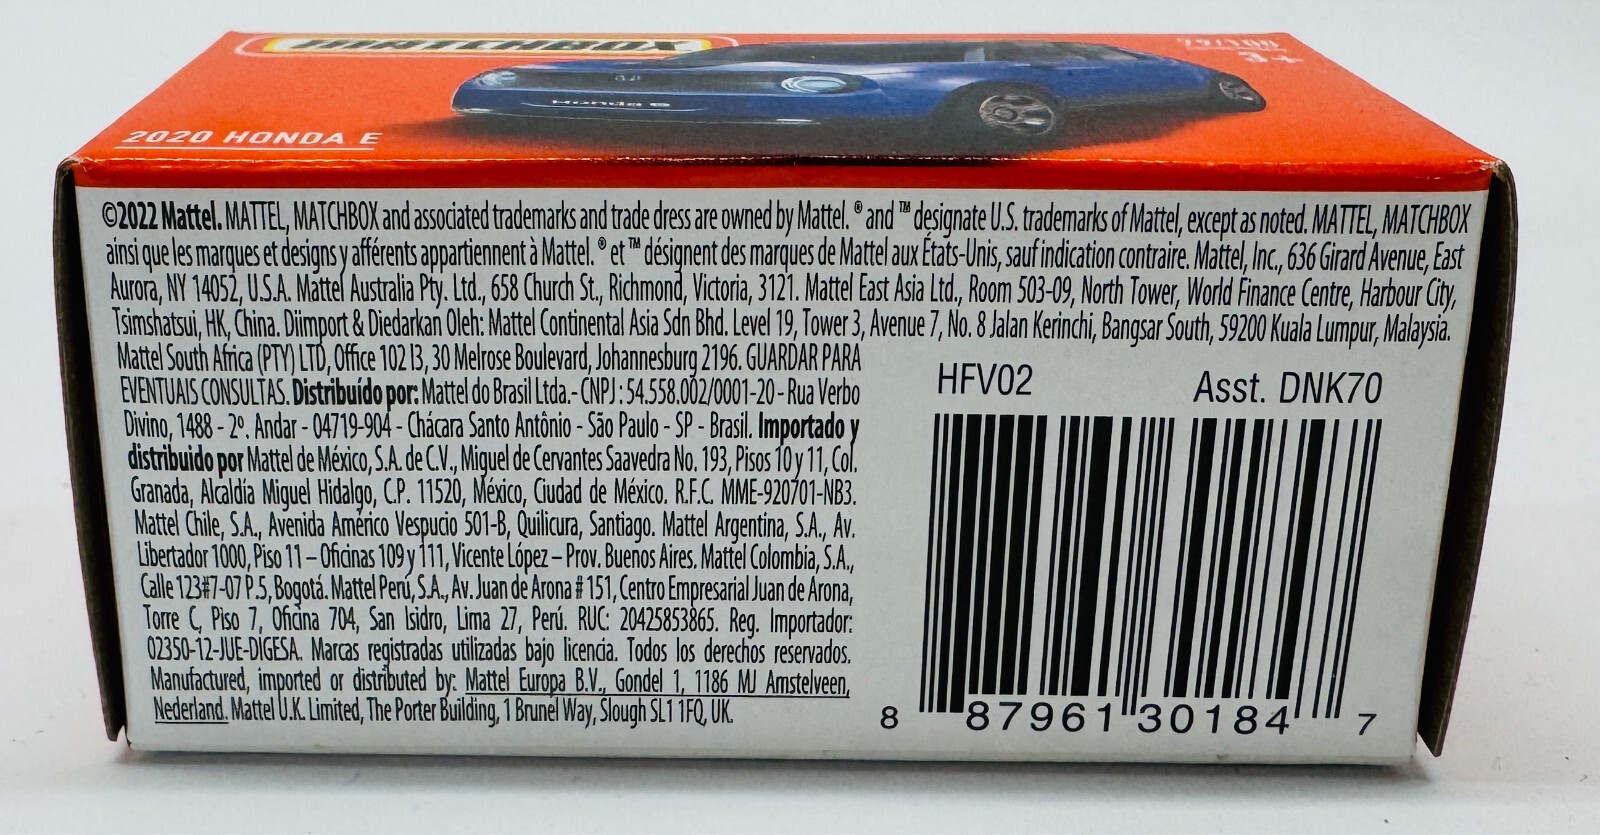 MATCHBOX
Honda e
3+
2020 HONDA E
©2022 Mattel. MATTEL, MATCHBOX and associated trademarks and trade dress are owned by Mattel. ® and ™ designate U.S. trademarks of Mattel, except as noted. MATTEL, MATCHBOX
ainsi que les marques et designs y afférents appartiennent à Mattel. ® et ™ désignent des marques de Mattel aux États-Unis, sauf indication contraire. Mattel, Inc., 636 Girard Avenue, East
Aurora, NY 14052, U.S.A. Mattel Australia Pty. Ltd., 658 Church St., Richmond, Victoria, 3121. Mattel East Asia Ltd., Room 503-09, North Tower, World Finance Centre, Harbour City,
Tsimshatsui, HK, China. Diimport & Diedarkan Oleh: Mattel Continental Asia Sdn Bhd. Level 19, Tower 3, Avenue 7, No. 8 Jalan Kerinchi, Bangsar South, 59200 Kuala Lumpur, Malaysia.
Mattel South Africa (PTY) LTD, Office 102 I3, 30 Melrose Boulevard, Johannesburg 2196. GUARDAR PARA
EVENTUAIS CONSULTAS. Distribuído por: Mattel do Brasil Ltda.- CNPJ : 54.558.002/0001-20 - Rua Verbo
Divino, 1488 - 2º. Andar - 04719-904 - Chácara Santo Antônio - São Paulo - SP - Brasil. Importado y
distribuido por Mattel de México, S.A. de C.V., Miguel de Cervantes Saavedra No. 193, Pisos 10 y 11, Col.
Granada, Alcaldía Miguel Hidalgo, C.P. 11520, México, Ciudad de México. R.F.C. MME-920701-NB3.
Mattel Chile, S.A., Avenida Américo Vespucio 501-B, Quilicura, Santiago. Mattel Argentina, S.A., Av.
Libertador 1000, Piso 11 – Oficinas 109 y 111, Vicente López – Prov. Buenos Aires. Mattel Colombia, S.A.,
Calle 123#7-07 P.5, Bogotá. Mattel Perú, S.A., Av. Juan de Arona # 151, Centro Empresarial Juan de Arona,
Torre C, Piso 7, Oficina 704, San Isidro, Lima 27, Perú. RUC: 20425853865. Reg. Importador:
02350-12-JUE-DIGESA. Marcas registradas utilizadas bajo licencia. Todos los derechos reservados.
Manufactured, imported or distributed by: Mattel Europa B.V., Gondel 1, 1186 MJ Amstelveen,
Nederland. Mattel U.K. Limited, The Porter Building, 1 Brunel Way, Slough SL1 1FQ, UK.
HFV02 Asst. DNK70
8 87961 30184 7